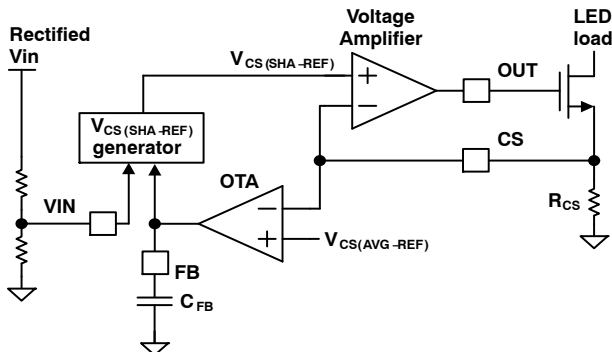 Rectified
Vin
Voltage
Amplifier
LED
load
VCS(SHA-REF)
+
−
OUT
VCS(SHA-REF)
generator
CS
OTA
VIN
−
+
VCS(AVG-REF)
RCS
FB
CFB